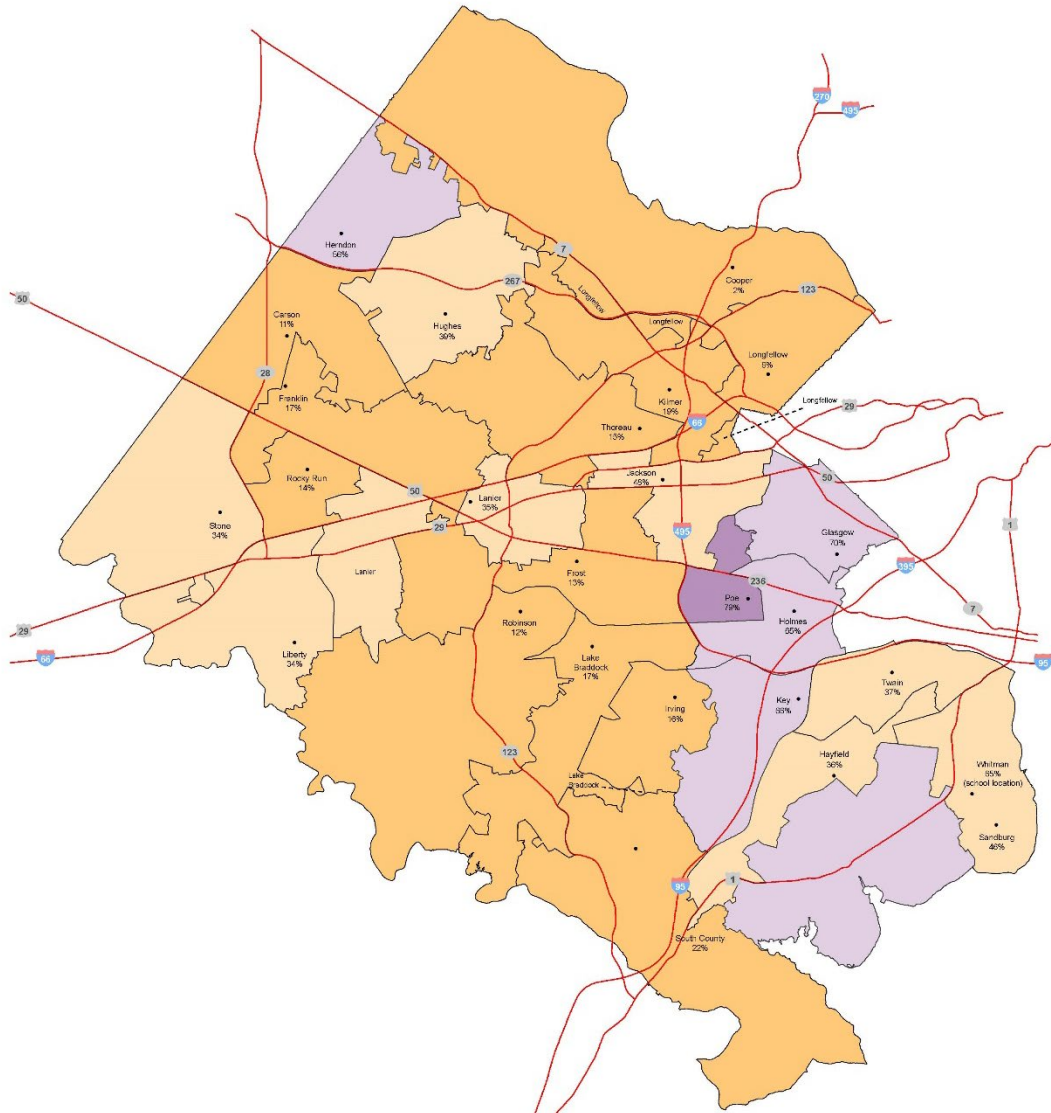 270
495
Herndon
56%
7
Cooper
2%
267
123
50
Longfellow
Carson
11%
Hughes
39%
Longfellow
Longfellow
28
Franklin
17%
Kilmer
19%
Longfellow
29
Thoreau
13%
66
Rocky Run
14%
Jackson
48%
50
50
Lanier
35%
Stone
34%
29
495
Glasgow
70%
1
Frost
13%
Lanier
395
236
Poe
79%
7
29
Robinson
12%
Holmes
65%
66
Liberty
34%
Lake
Braddock
17%
95
Twain
37%
Irving
16%
Key
123
Hayfield
36%
Whitman
65%
(school location)
Lake
Braddock
Sandburg
46%
1
95
South County
22%